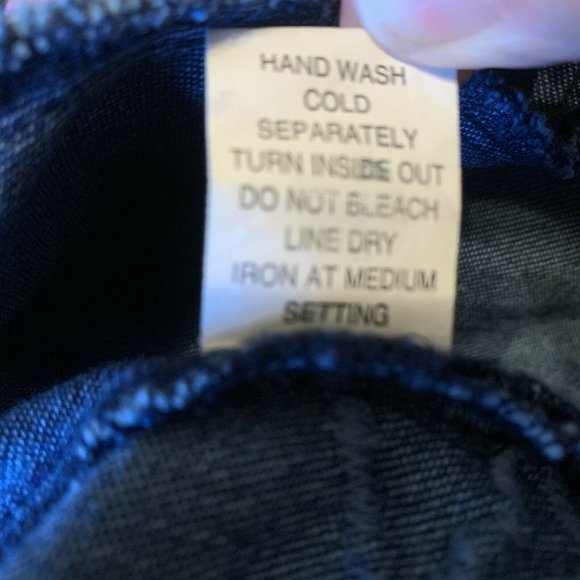 HAND WASH
COLD
SEPARATELY
TURN INSIDE OUT
DO NOT BLEACH
LINE DRY
IRON AT MEDIUM
SETTING